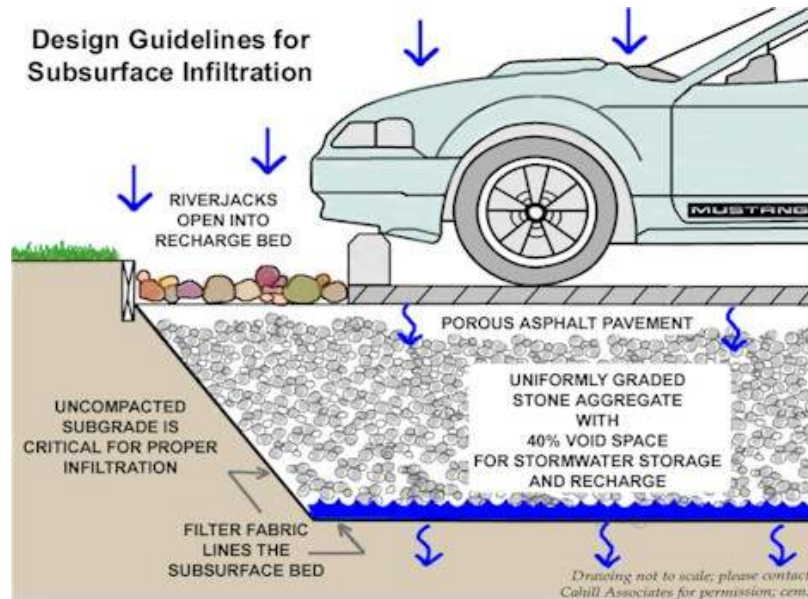 Design Guidelines for
Subsurface Infiltration
RIVERJACKS
OPEN INTO
RECHARGE BED
MUSTANG
POROUS ASPHALT PAVEMENT
UNIFORMLY GRADED
STONE AGGREGATE
WITH
40% VOID SPACE
FOR STORMWATER STORAGE
AND RECHARGE
UNCOMPACTED
SUBGRADE IS
CRITICAL FOR PROPER
INFILTRATION
FILTER FABRIC
LINES THE
SUBSURFACE BED
Drawing not to scale; please contact
Cahill Associates for permission;